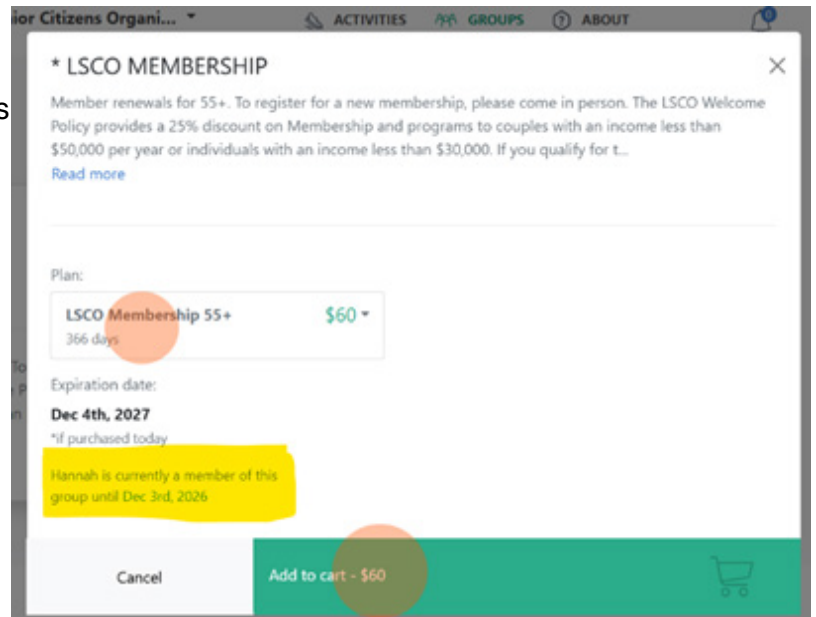 ior Citizens Organi...
ACTIVITIES
GROUPS
ABOUT
0
* LSCO MEMBERSHIP
s
Member renewals for 55+. To register for a new membership, please come in person. The LSCO Welcome
Policy provides a 25% discount on Membership and programs to couples with an income less than
$50,000 per year or individuals with an income less than $30,000. If you qualify for t...
Read more
Plan:
LSCO Membership 55+ $60
366 days
To
P
n
Expiration date:
Dec 4th, 2027
*if purchased today
Hannah is currently a member of this
group until Dec 3rd, 2026
Cancel
Add to cart - $60